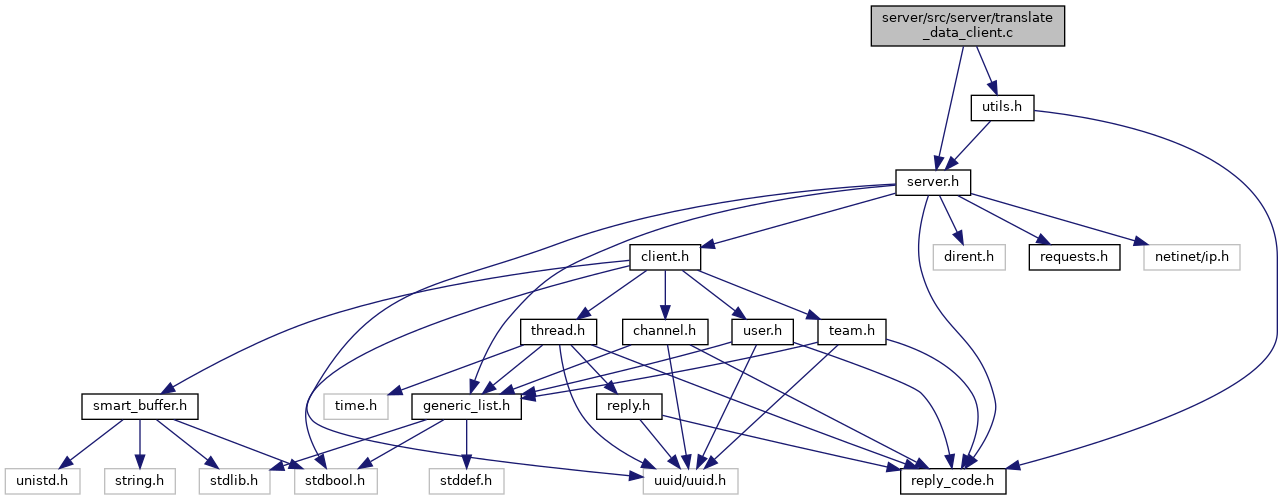 server/src/server/translate
_data_client.c
utils.h
server.h
client.h
dirent.h
requests.h
netinet/ip.h
thread.h
channel.h
user.h
team.h
smart_buffer.h
time.h
generic_list.h
reply.h
unistd.h
string.h
stdlib.h
stdbool.h
stddef.h
uuid/uuid.h
reply_code.h